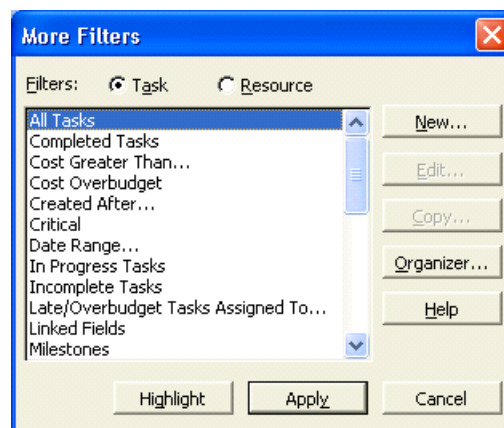 More Filters
Filters: Task Resource
All Tasks
Completed Tasks
Cost Greater Than...
Cost Overbudget
Created After...
Critical
Date Range...
In Progress Tasks
Incomplete Tasks
Late/Overbudget Tasks Assigned To...
Linked Fields
Milestones
New...
Edit...
Copy...
Organizer...
Help
Highlight Apply Cancel